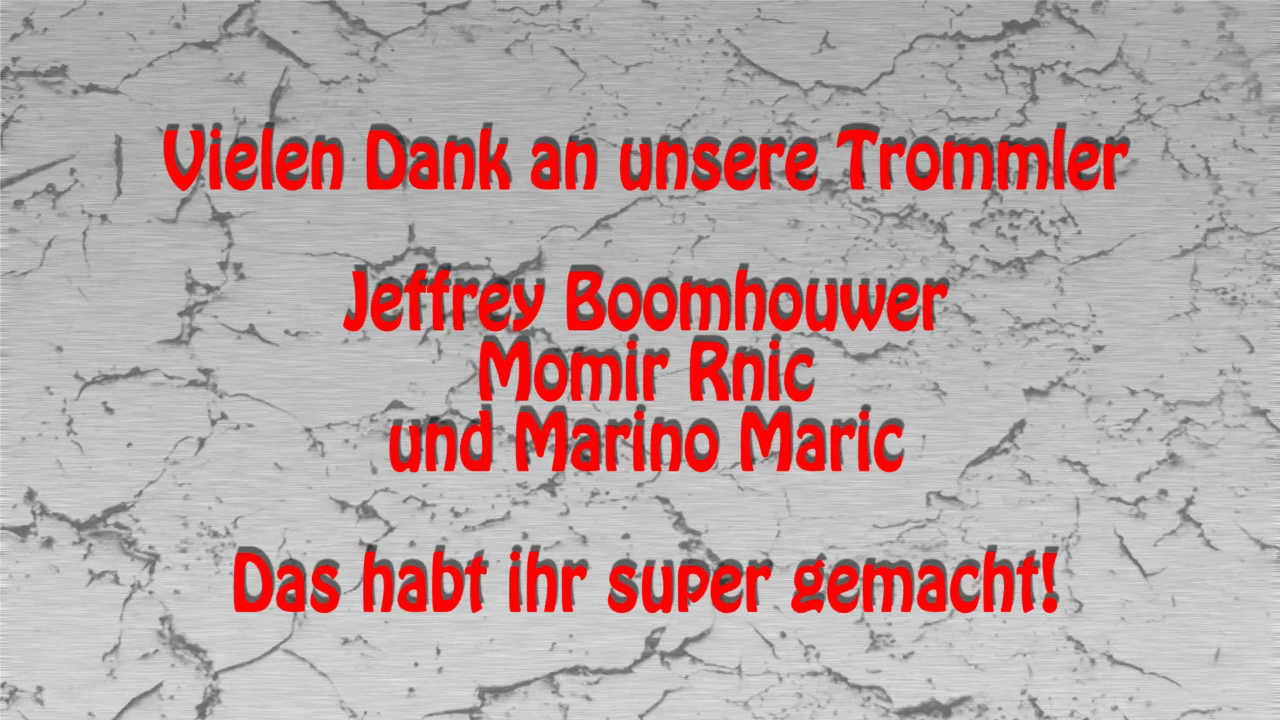 Vielen Dank an unsere Trommler
Jeffrey Boomhouwer
Momir Rnic
und Marino Maric
Das habt ihr super gemacht!